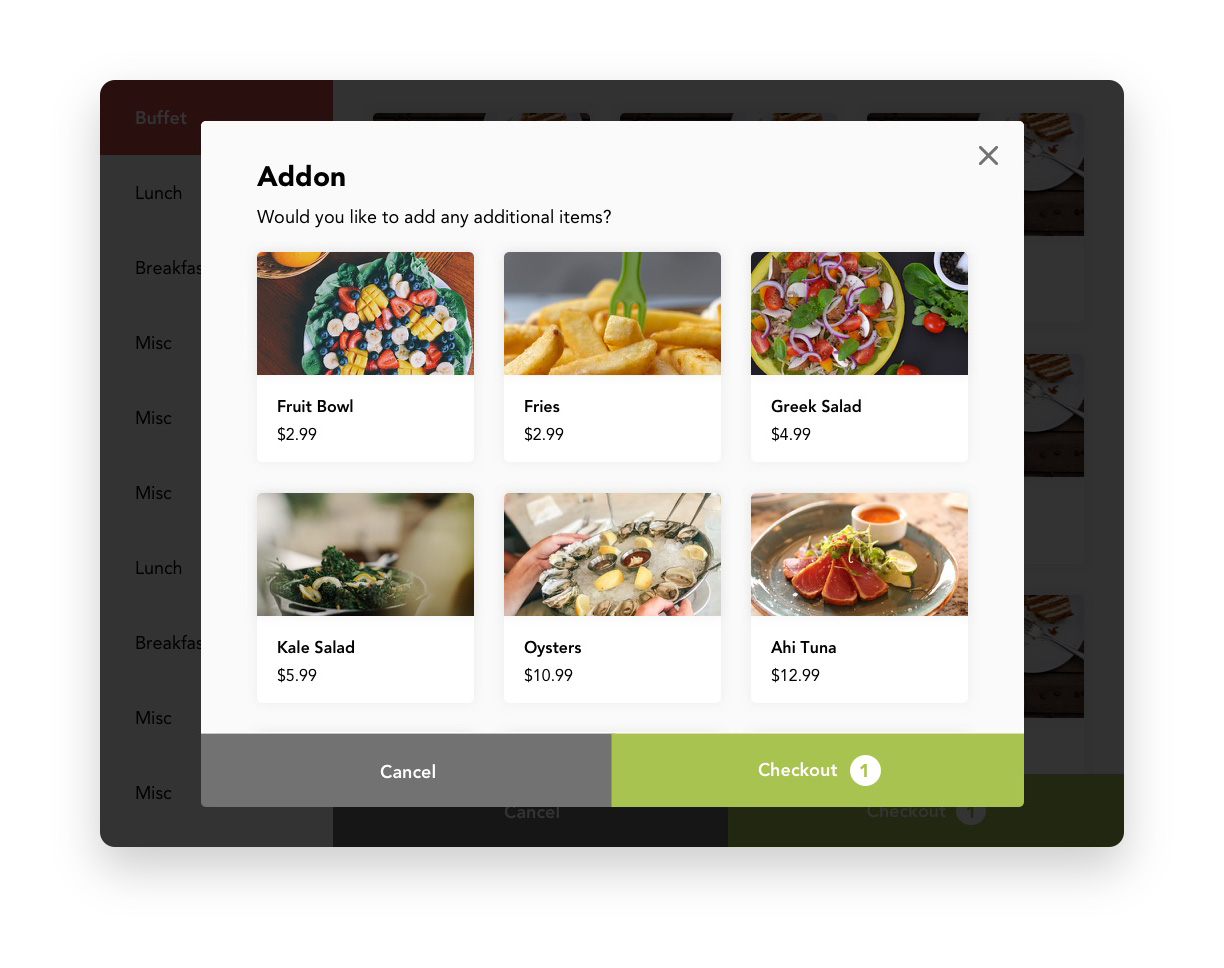 Buffet
Lunch
Breakfas
Misc
Misc
Misc
Lunch
Breakfas
Misc
Misc
Addon
Would you like to add any additional items?
Fruit Bowl
$2.99
Fries
$2.99
Greek Salad
$4.99
Kale Salad
$5.99
Oysters
$10.99
Ahi Tuna
$12.99
Cancel
Checkout 1
Cancel
Checkout 1